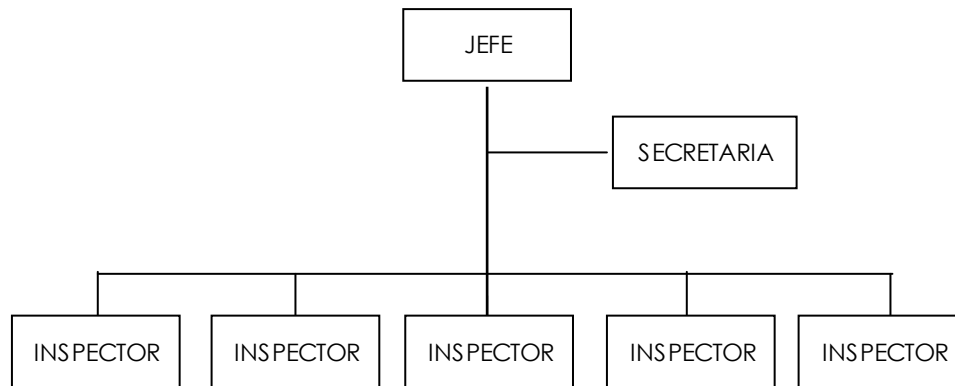 JEFE
SECRETARIA
INSPECTOR
INSPECTOR
INSPECTOR
INSPECTOR
INSPECTOR